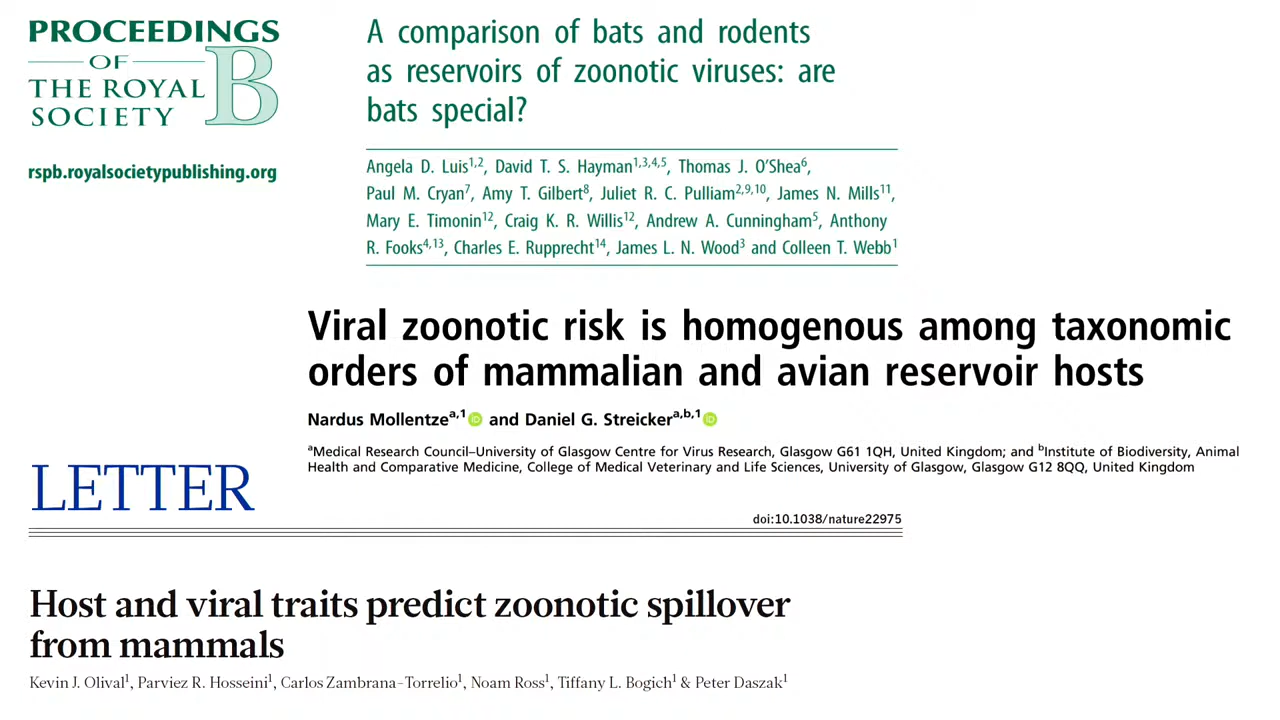 PROCEEDINGS
OF
THE ROYAL
SOCIETY
B
rspb.royalsocietypublishing.org
A comparison of bats and rodents
as reservoirs of zoonotic viruses: are
bats special?
Angela D. Luis1,2, David T. S. Hayman1,3,4,5, Thomas J. O’Shea6,
Paul M. Cryan7, Amy T. Gilbert8, Juliet R. C. Pulliam2,9,10, James N. Mills11,
Mary E. Timonin12, Craig K. R. Willis12, Andrew A. Cunningham5, Anthony
R. Fooks4,13, Charles E. Rupprecht14, James L. N. Wood3 and Colleen T. Webb1
Viral zoonotic risk is homogenous among taxonomic
orders of mammalian and avian reservoir hosts
Nardus Mollentzea,1 iD and Daniel G. Streickera,b,1 iD
aMedical Research Council–University of Glasgow Centre for Virus Research, Glasgow G61 1QH, United Kingdom; and bInstitute of Biodiversity, Animal
Health and Comparative Medicine, College of Medical Veterinary and Life Sciences, University of Glasgow, Glasgow G12 8QQ, United Kingdom
LETTER
doi:10.1038/nature22975
Host and viral traits predict zoonotic spillover
from mammals
Kevin J. Olival1, Parviez R. Hosseini1, Carlos Zambrana-Torrelio1, Noam Ross1, Tiffany L. Bogich1 & Peter Daszak1